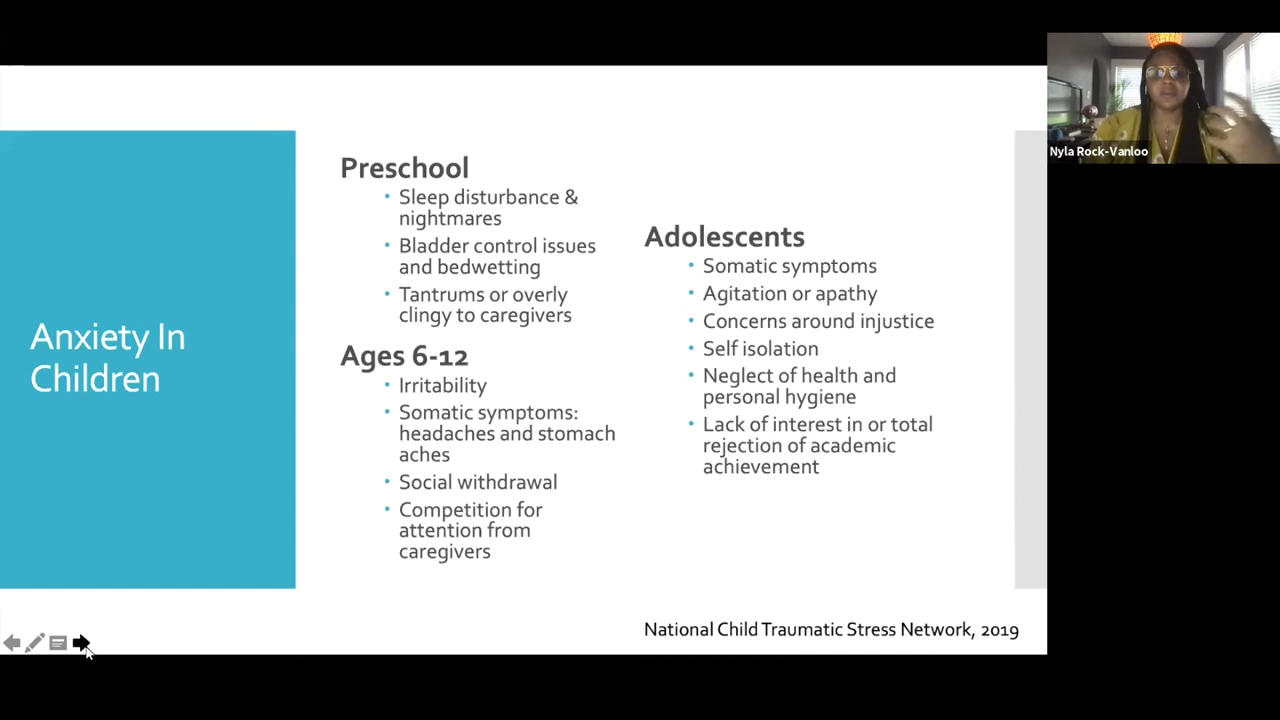 Anxiety In
Children
Preschool
• Sleep disturbance &
nightmares
• Bladder control issues
and bedwetting
• Tantrums or overly
clingy to caregivers
Ages 6-12
• Irritability
• Somatic symptoms:
headaches and stomach
aches
• Social withdrawal
• Competition for
attention from
caregivers
Adolescents
• Somatic symptoms
• Agitation or apathy
• Concerns around injustice
• Self isolation
• Neglect of health and
personal hygiene
• Lack of interest in or total
rejection of academic
achievement
National Child Traumatic Stress Network, 2019
Nyla Rock-Vanloo